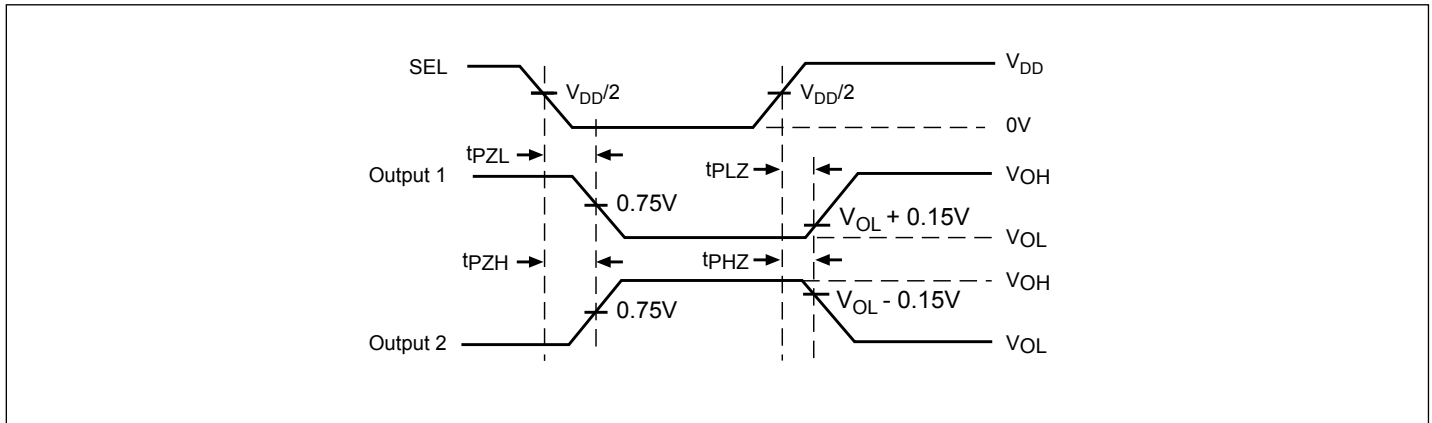 SEL
V_DD/2
V_DD/2
V_DD
0V
tPZL
tPLZ
Output 1
V_OH
0.75V
V_OL + 0.15V
V_OL
tPZH
tPHZ
V_OH
0.75V
V_OL - 0.15V
Output 2
V_OL